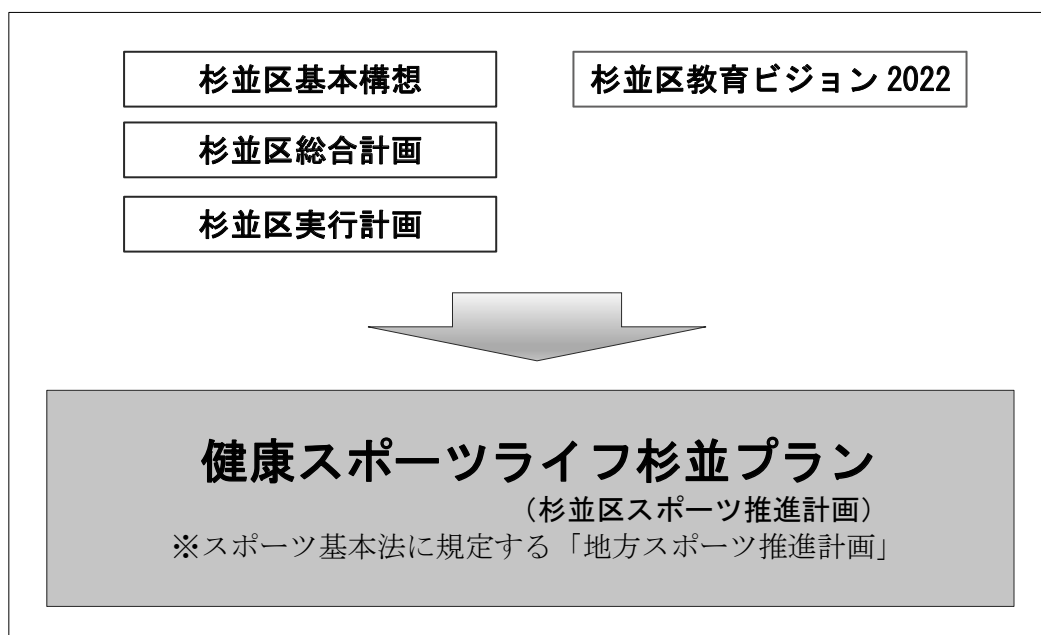 杉並区基本構想
杉並区教育ビジョン 2022
杉並区総合計画
杉並区実行計画
健康スポーツライフ杉並プラン
（杉並区スポーツ推進計画）
※スポーツ基本法に規定する「地方スポーツ推進計画」